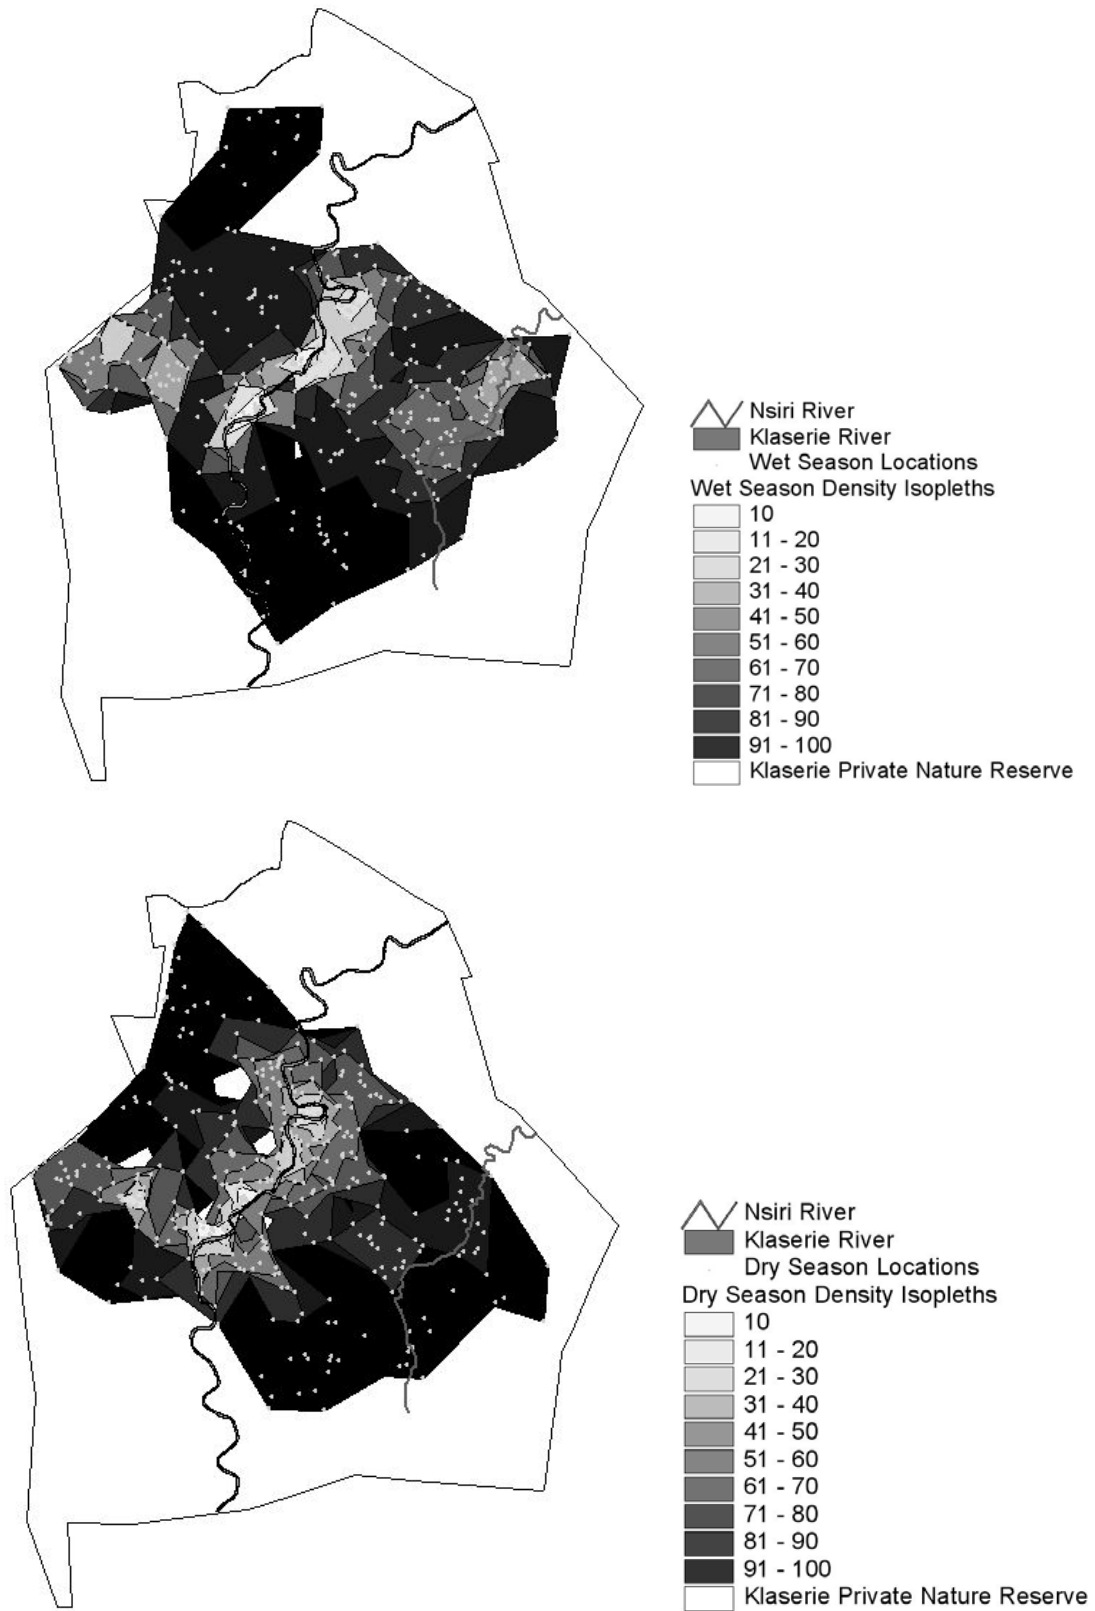 Nsiri River
Klaserie River
Wet Season Locations
Wet Season Density Isopleths
10
11 - 20
21 - 30
31 - 40
41 - 50
51 - 60
61 - 70
71 - 80
81 - 90
91 - 100
Klaserie Private Nature Reserve
Nsiri River
Klaserie River
Dry Season Locations
Dry Season Density Isopleths
10
11 - 20
21 - 30
31 - 40
41 - 50
51 - 60
61 - 70
71 - 80
81 - 90
91 - 100
Klaserie Private Nature Reserve